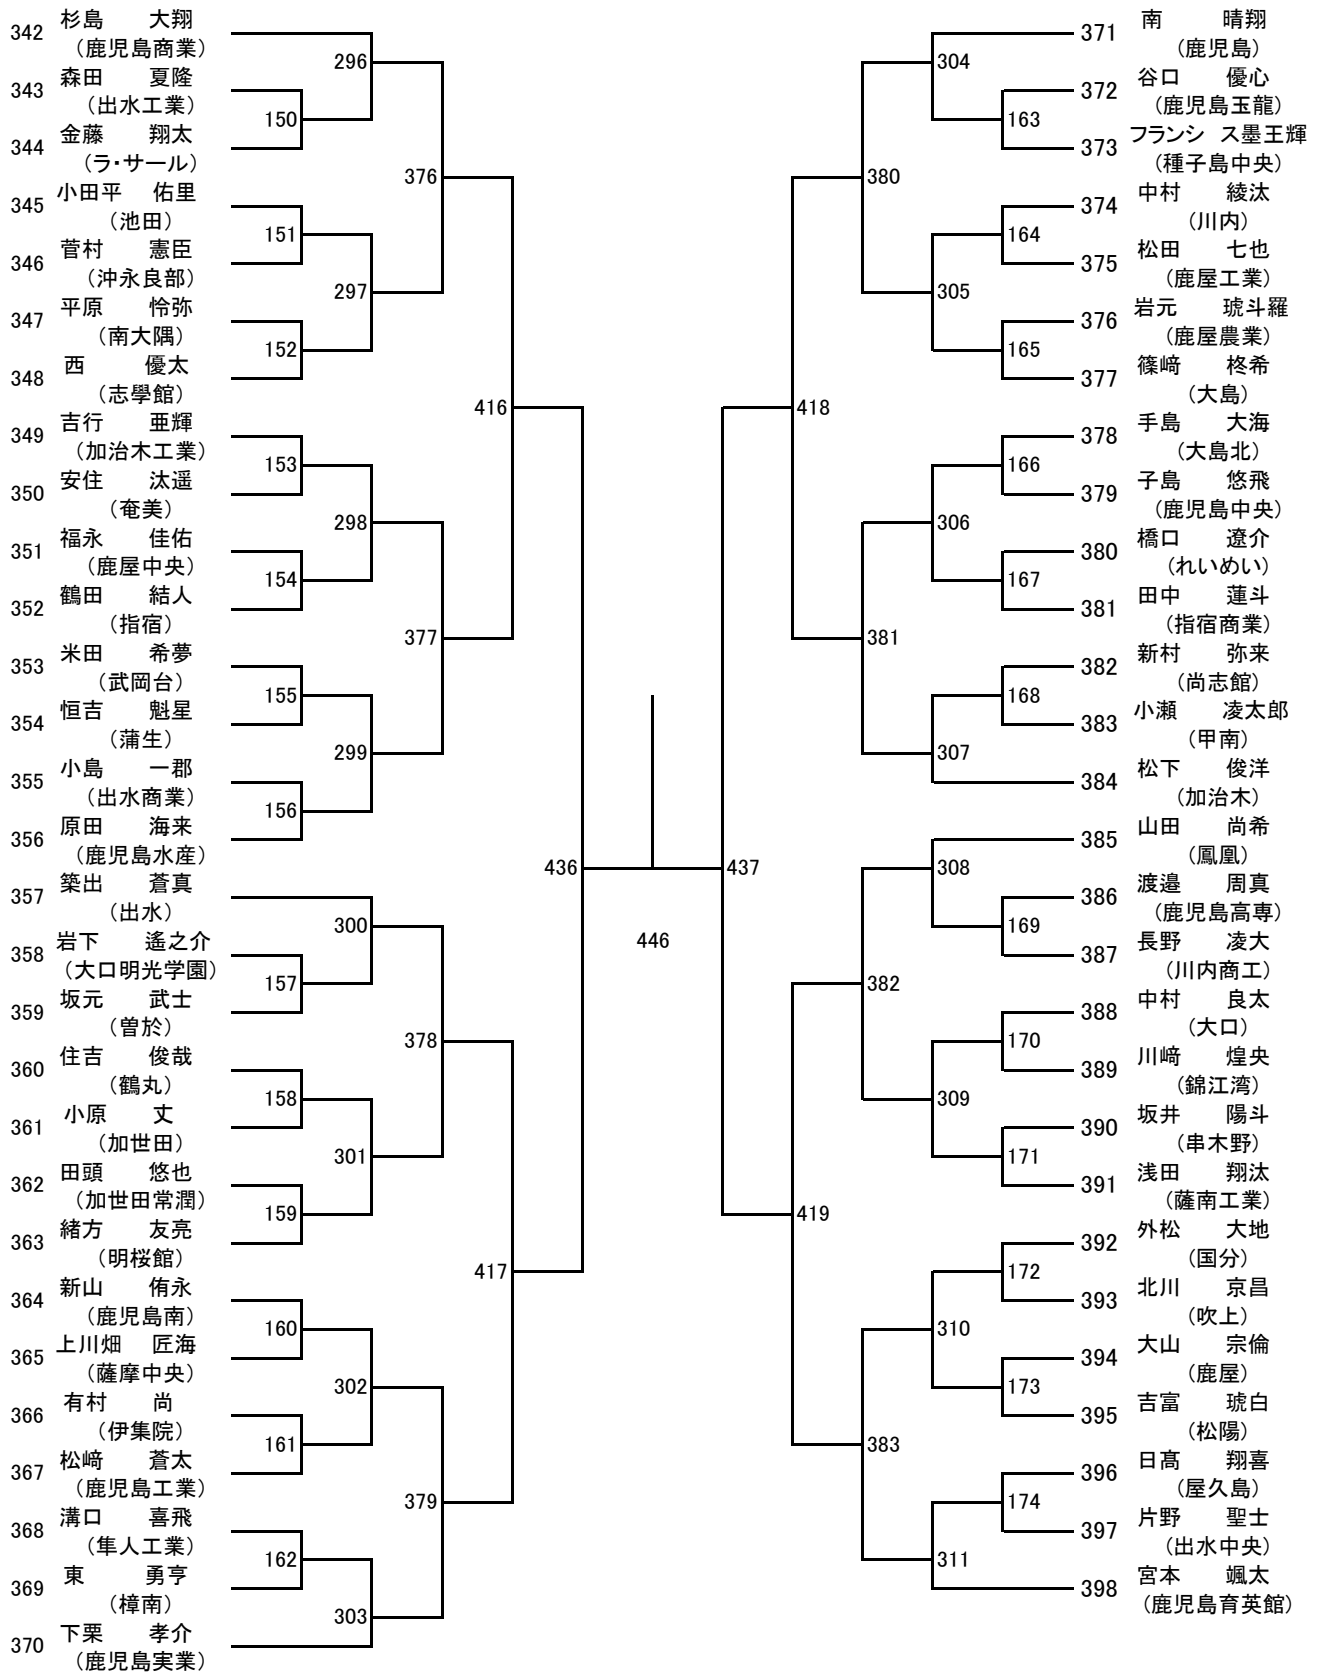 342 杉島 大翔
(鹿児島商業)
343 森田 夏隆
(出水工業)
344 金藤 翔太
(ラ・サール)
345 小田平 佑里
(池田)
346 菅村 憲臣
(沖永良部)
347 平原 怜弥
(南大隅)
348 西 優太
(志學館)
349 吉行 亜輝
(加治木工業)
350 安住 汰遥
(奄美)
351 福永 佳佑
(鹿屋中央)
352 鶴田 結人
(指宿)
353 米田 希夢
(武岡台)
354 恒吉 魁星
(蒲生)
355 小島 一郡
(出水商業)
356 原田 海来
(鹿児島水産)
357 築出 蒼真
(出水)
358 岩下 遙之介
(大口明光学園)
359 坂元 武士
(曽於)
360 住吉 俊哉
(鶴丸)
361 小原 丈
(加世田)
362 田頭 悠也
(加世田常潤)
363 緒方 友亮
(明桜館)
364 新山 侑永
(鹿児島南)
365 上川畑 匠海
(薩摩中央)
366 有村 尚
(伊集院)
367 松﨑 蒼太
(鹿児島工業)
368 溝口 喜飛
(隼人工業)
369 東 勇亨
(樟南)
370 下栗 孝介
(鹿児島実業)
150
151
152
153
154
155
156
157
158
159
160
161
162
296
297
298
299
300
301
302
303
376
377
378
379
416
417
436
446
437
418
419
380
381
382
383
304
305
306
307
308
309
310
311
163
164
165
166
167
168
169
170
171
172
173
174
371 南 晴翔
(鹿児島)
372 谷口 優心
(鹿児島玉龍)
373 フランシ ス墨王輝
(種子島中央)
374 中村 綾汰
(川内)
375 松田 七也
(鹿屋工業)
376 岩元 琥斗羅
(鹿屋農業)
377 篠﨑 柊希
(大島)
378 手島 大海
(大島北)
379 子島 悠飛
(鹿児島中央)
380 橋口 遼介
(れいめい)
381 田中 蓮斗
(指宿商業)
382 新村 弥来
(尚志館)
383 小瀬 凌太郎
(甲南)
384 松下 俊洋
(加治木)
385 山田 尚希
(鳳凰)
386 渡邉 周真
(鹿児島高専)
387 長野 凌大
(川内商工)
388 中村 良太
(大口)
389 川﨑 煌央
(錦江湾)
390 坂井 陽斗
(串木野)
391 浅田 翔汰
(薩南工業)
392 外松 大地
(国分)
393 北川 京昌
(吹上)
394 大山 宗倫
(鹿屋)
395 吉富 琥白
(松陽)
396 日髙 翔喜
(屋久島)
397 片野 聖士
(出水中央)
398 宮本 颯太
(鹿児島育英館)